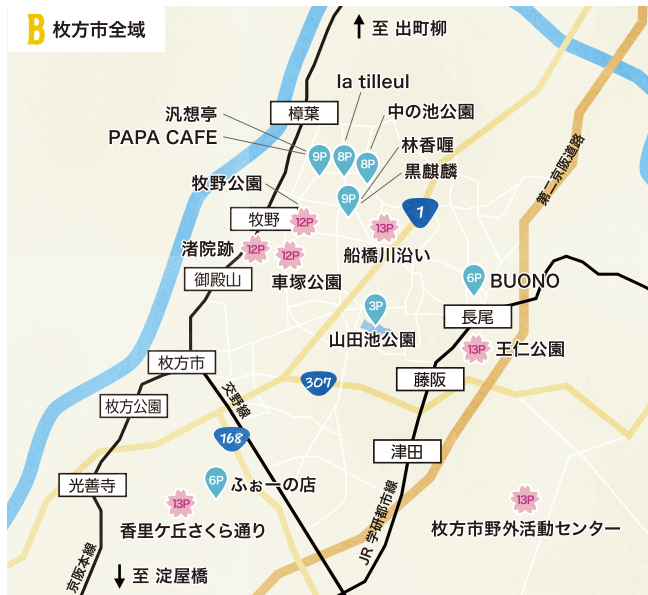 B 枚方市全域
至 出町柳
la tilleul
樟葉
中の池公園
汎想亭
PAPA CAFE
林香喱
黒麒麟
9P
8P
8P
9P
牧野公園
牧野
12P
13P
1
第二京阪道路
渚院跡
12P
12P
船橋川沿い
御殿山
車塚公園
6P
BUONO
3P
長尾
山田池公園
13P
王仁公園
枚方市
307
藤阪
交野線
枚方公園
168
津田
光善寺
6P
ふぉーの店
13P
香里ケ丘さくら通り
JR 学研都市線
13P
枚方市野外活動センター
京阪本線
至 淀屋橋